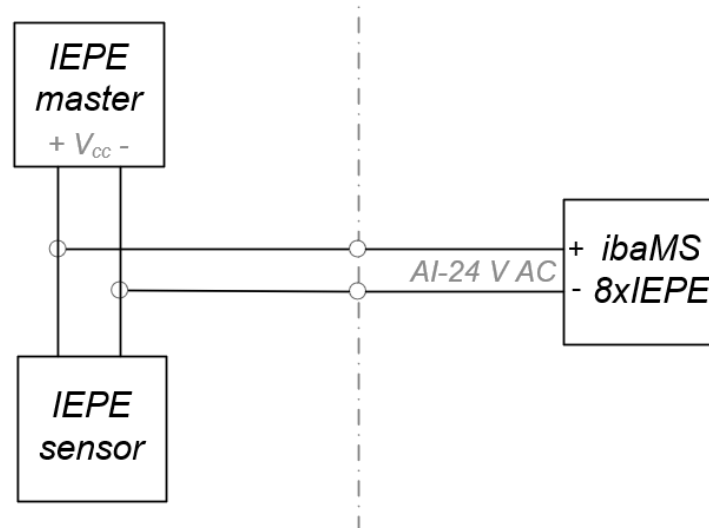 IEPE
master
+ Vcc -
+ ibaMS
AI-24 V AC
- 8xIEPE
IEPE
sensor